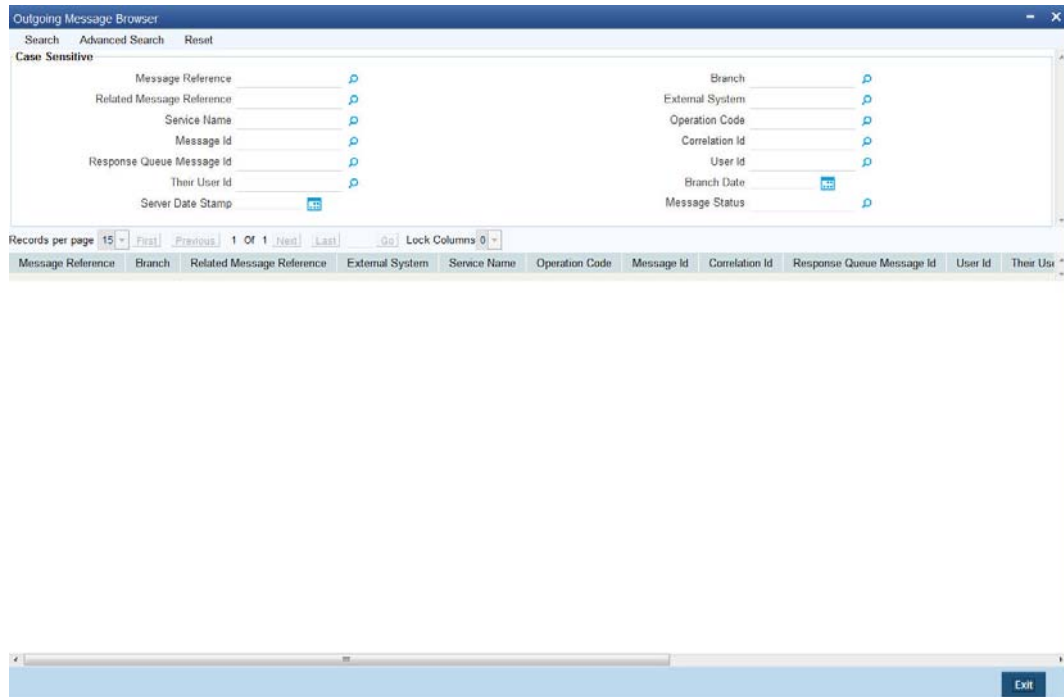 Outgoing Message Browser
Search Advanced Search Reset
Case Sensitive
Message Reference Branch
Related Message Reference External System
Service Name Operation Code
Message Id Correlation Id
Response Queue Message Id User Id
Their User Id Branch Date
Server Date Stamp Message Status
Records per page 15 First Previous 1 Of 1 Next Last Go Lock Columns 0
Message Reference Branch Related Message Reference External System Service Name Operation Code Message Id Correlation Id Response Queue Message Id User Id Their Use
Exit